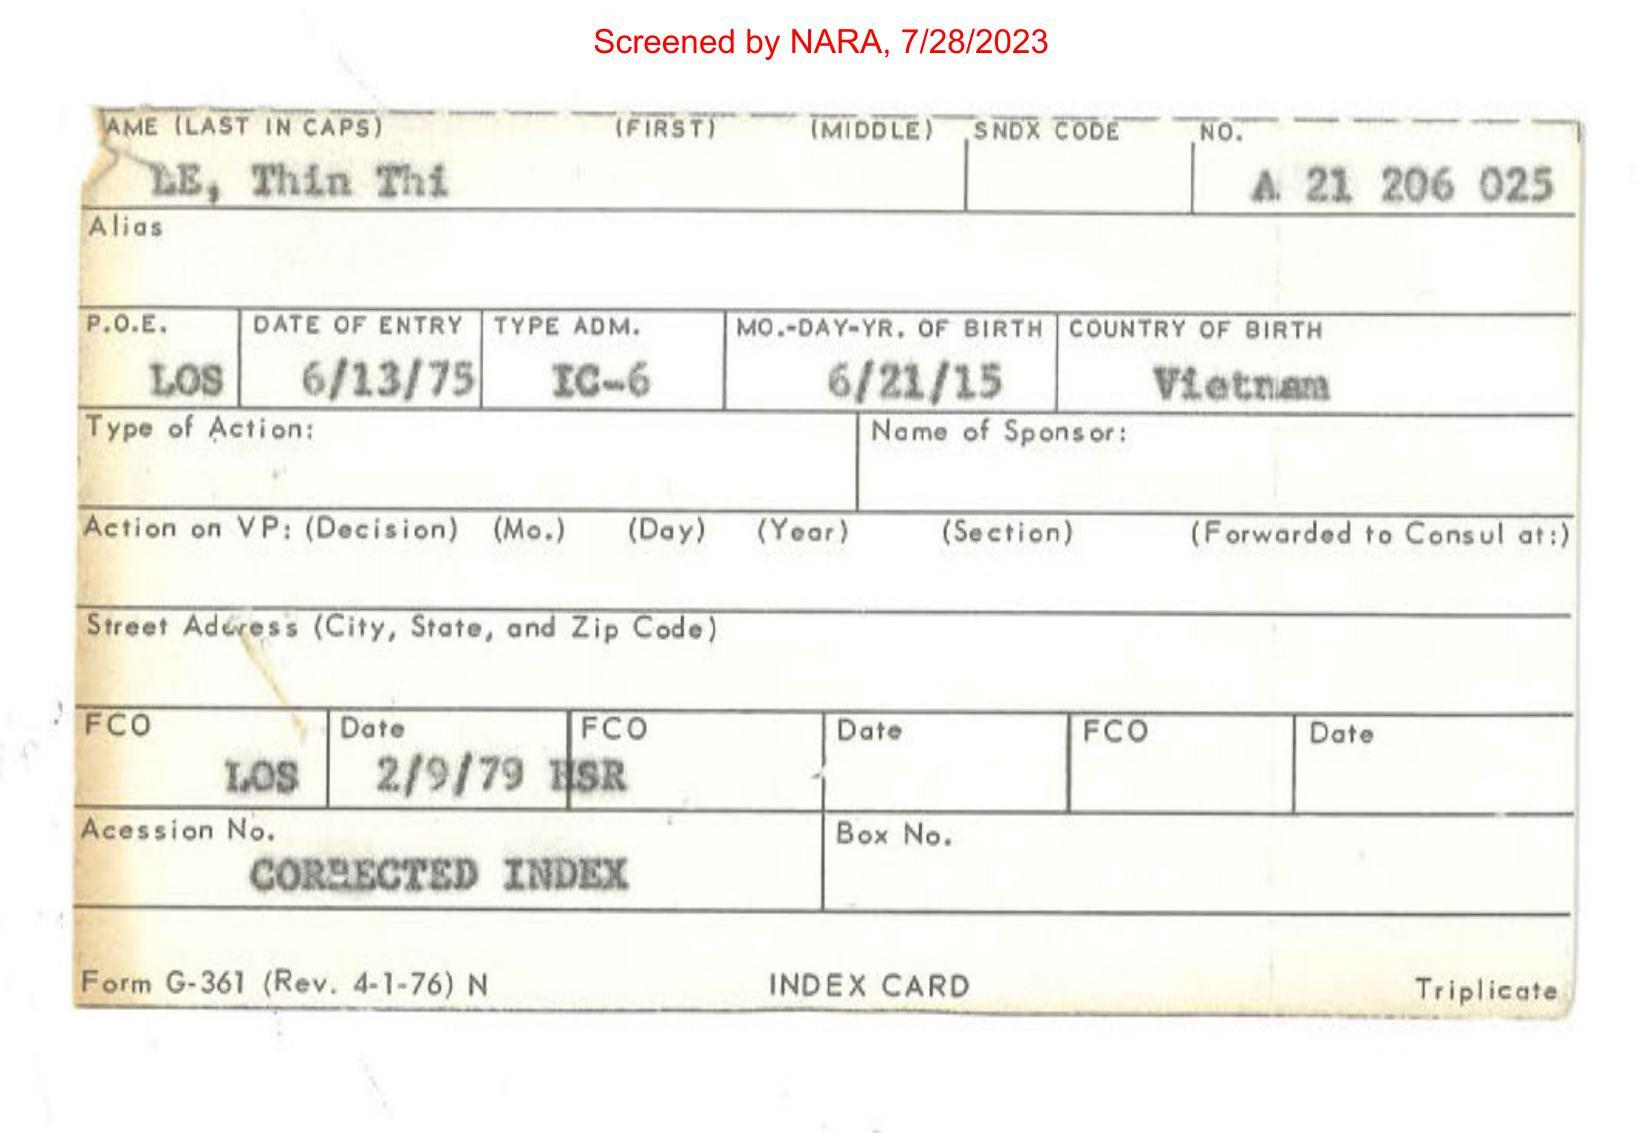 Screened by NARA, 7/28/2023
AME (LAST IN CAPS) (FIRST) (MIDDLE) SNDX CODE NO.
LE, Thin Thi A 21 206 025
Alias
P.O.E. DATE OF ENTRY TYPE ADM. MO.-DAY-YR. OF BIRTH COUNTRY OF BIRTH
LOS 6/13/75 IC-6 6/21/15 Vietnam
Type of Action: Name of Sponsor:
Action on VP: (Decision) (Mo.) (Day) (Year) (Section) (Forwarded to Consul at:)
Street Address (City, State, and Zip Code)
FCO Date FCO Date FCO Date
LOS 2/9/79 HSR
Acession No. Box No.
CORRECTED INDEX
Form G-361 (Rev. 4-1-76) N INDEX CARD Triplicate